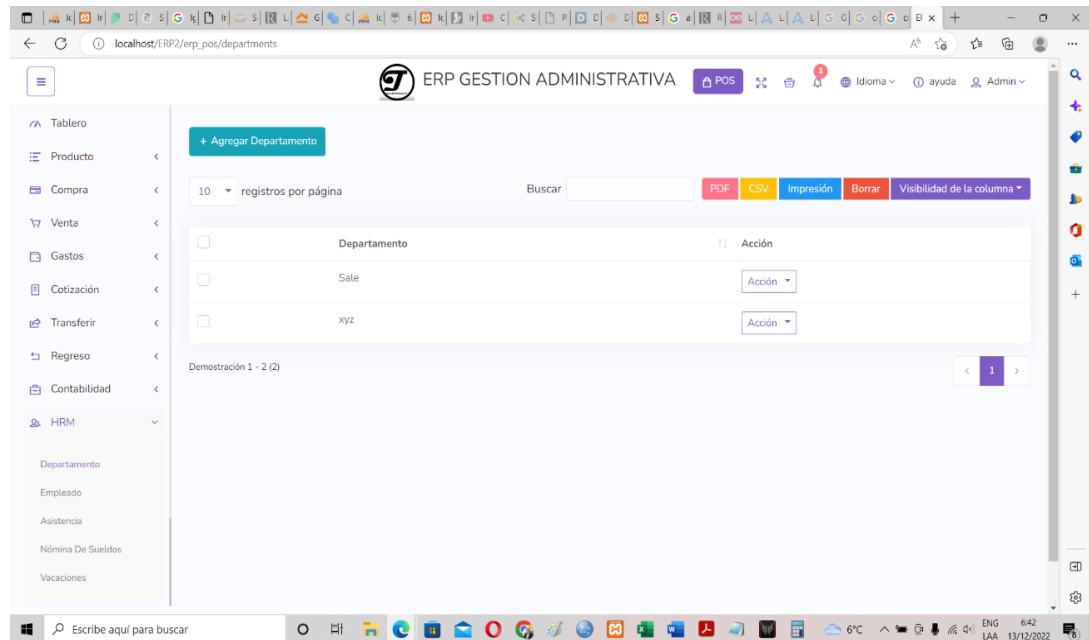 localhost/ERP2/erp_pos/departments
ERP GESTION ADMINISTRATIVA
POS
1
Idioma
ayuda
Admin
Tablero
Producto
Compra
Venta
Gastos
Cotización
Transferir
Regreso
Contabilidad
HRM
Departamento
Empleado
Asistencia
Nómina De Sueldos
Vacaciones
+ Agregar Departamento
10 registros por página
Buscar
PDF CSV Impresión Borrar Visibilidad de la columna
Departamento Acción
Sale Acción
xyz Acción
Demostración 1 - 2 (2)
< 1 >
Escribe aquí para buscar
6°C
ENG 6:42
LAA 13/12/2022